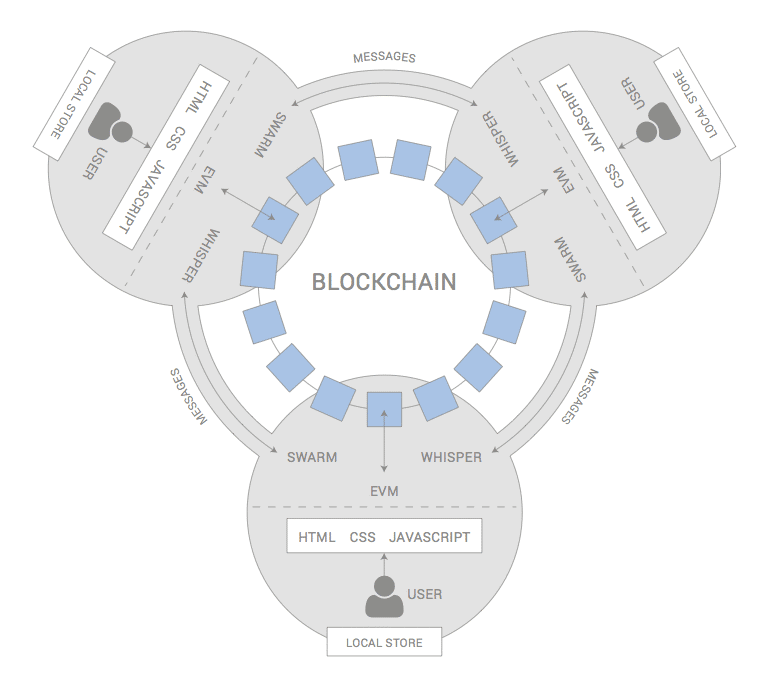 MESSAGES
LOCAL STORE
USER
HTML CSS JAVASCRIPT
SWARM
EVM
WHISPER
LOCAL STORE
USER
HTML CSS JAVASCRIPT
WHISPER
EVM
SWARM
BLOCKCHAIN
MESSAGES
MESSAGES
SWARM
WHISPER
EVM
HTML CSS JAVASCRIPT
USER
LOCAL STORE